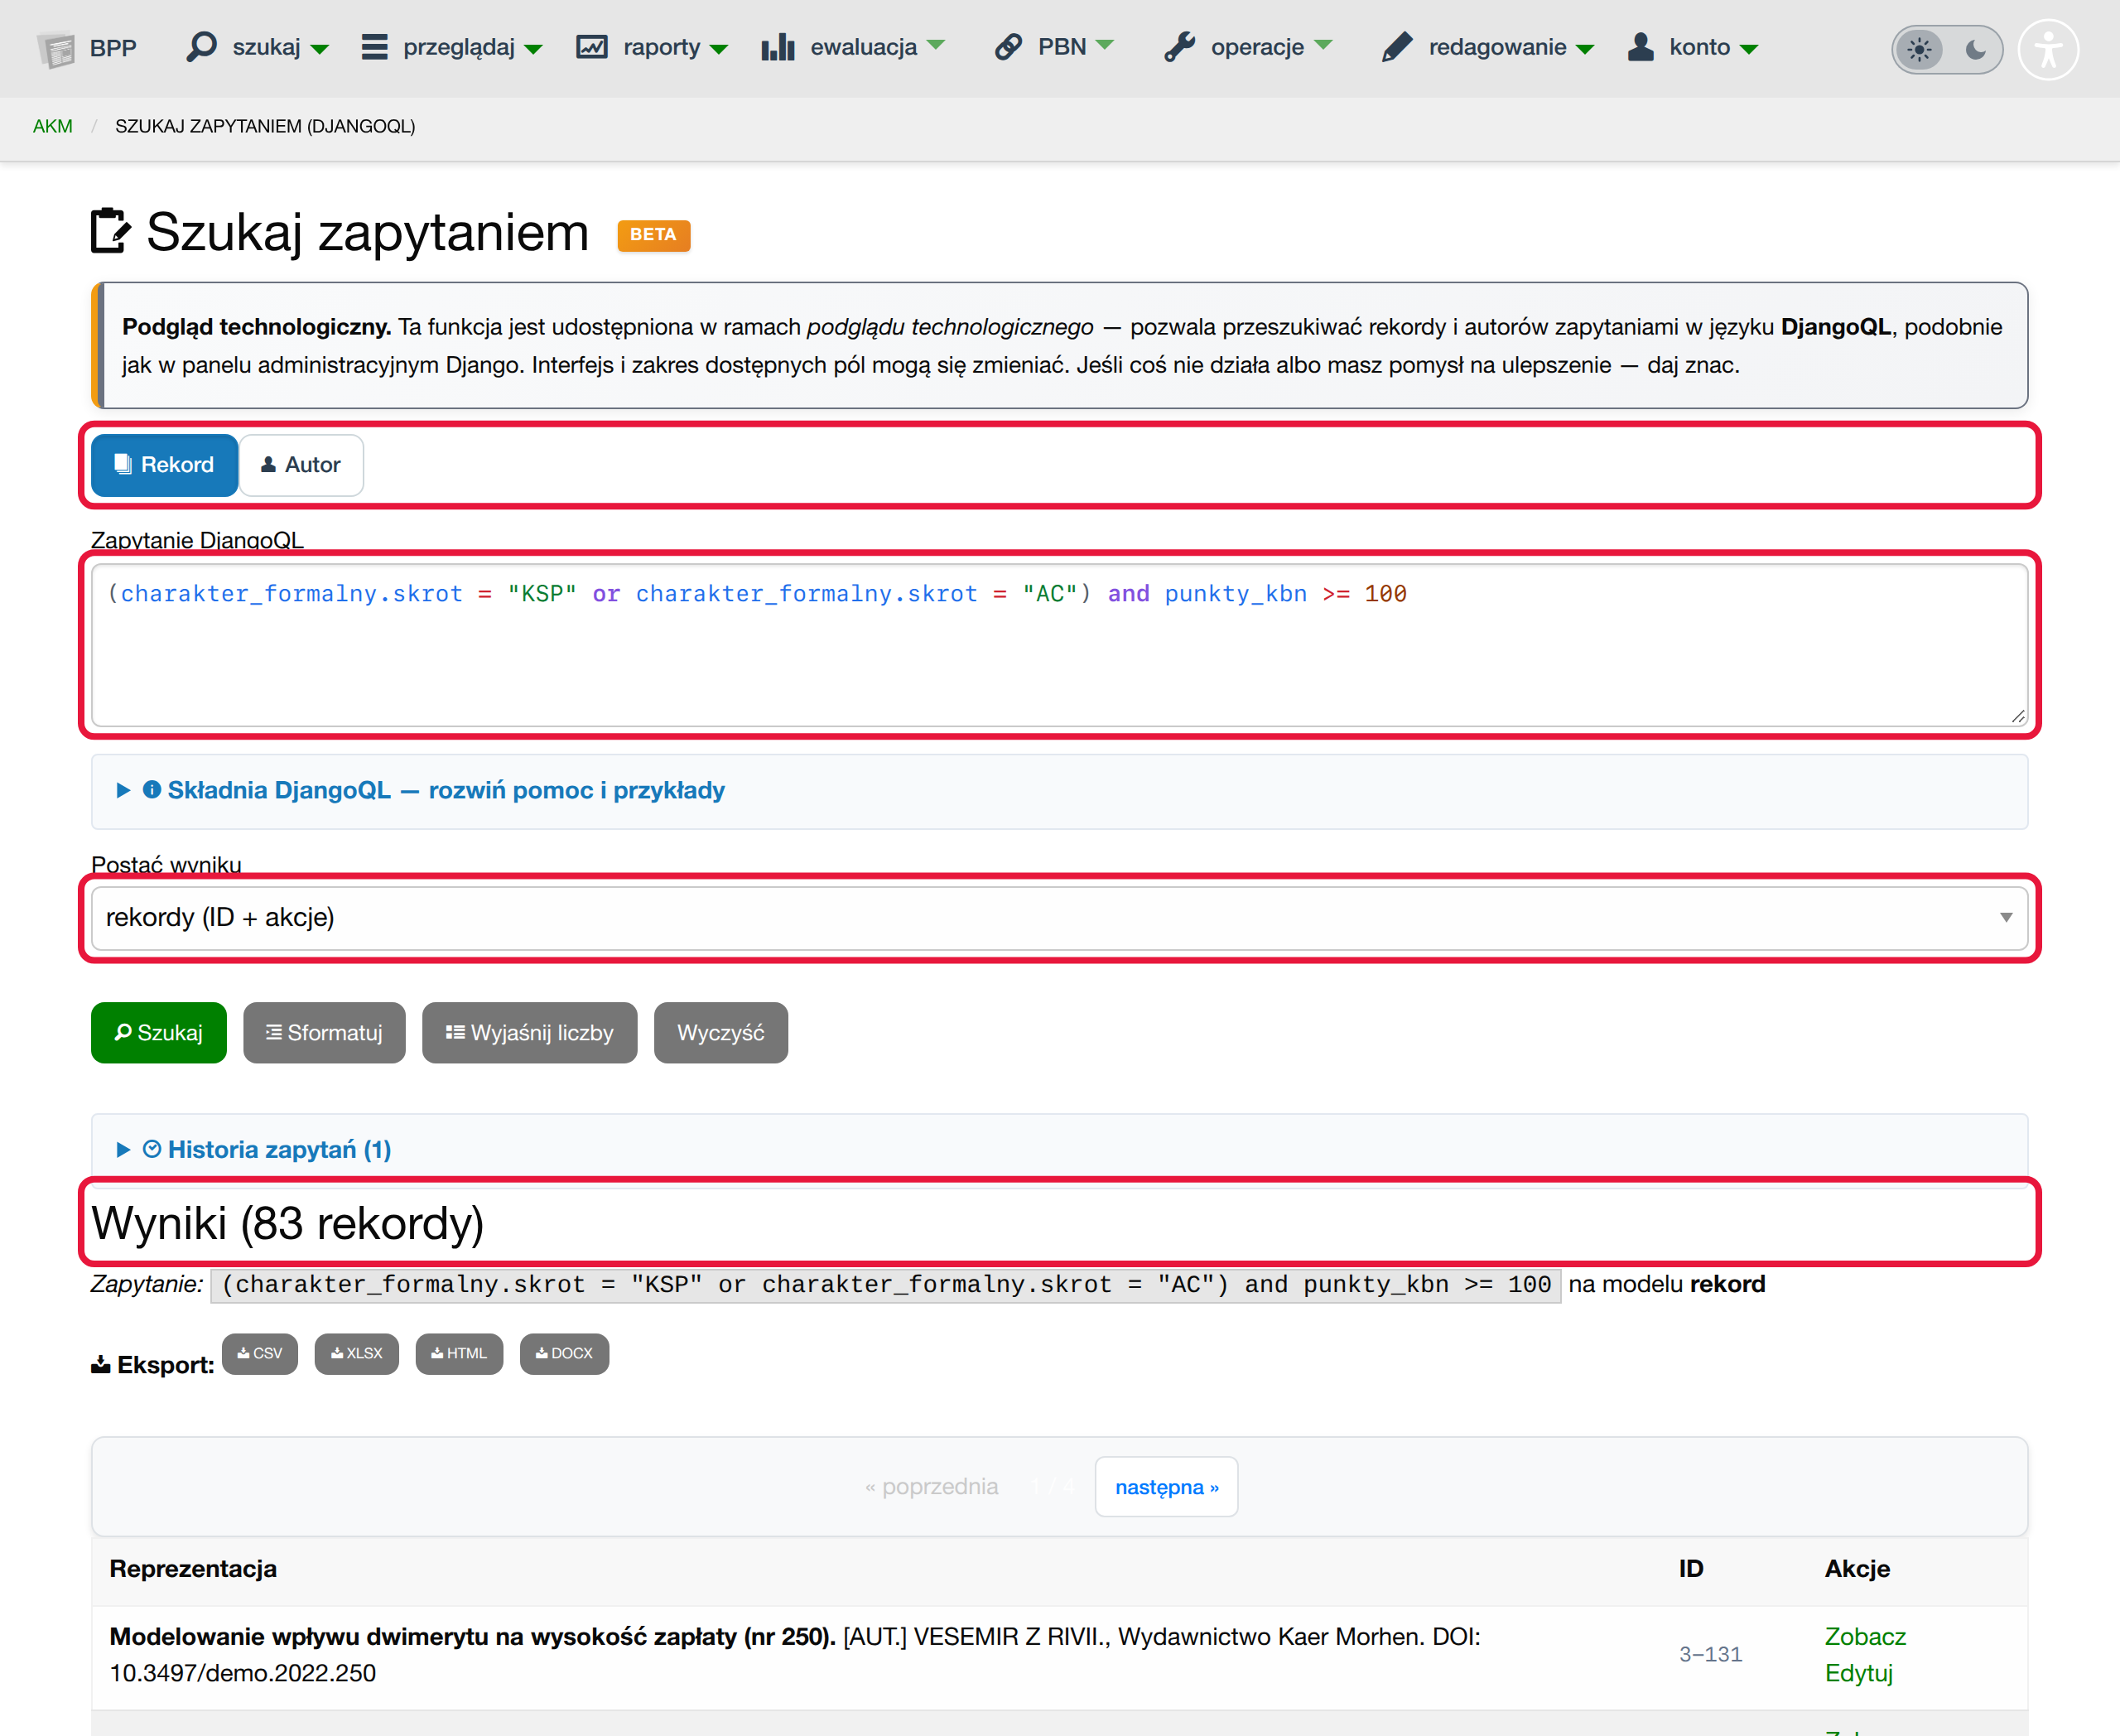 BPP szukaj przeglądaj raporty ewaluacja PBN operacje redagowanie konto
AKM / SZUKAJ ZAPYTANIEM (DJANGOQL)
Szukaj zapytaniem BETA
Podgląd technologiczny. Ta funkcja jest udostępniona w ramach podglądu technologicznego — pozwala przeszukiwać rekordy i autorów zapytaniami w języku DjangoQL, podobnie
jak w panelu administracyjnym Django. Interfejs i zakres dostępnych pól mogą się zmieniać. Jeśli coś nie działa albo masz pomysł na ulepszenie — daj znac.
Rekord Autor
Zapytanie DjangoQL
(charakter_formalny.skrot = "KSP" or charakter_formalny.skrot = "AC") and punkty_kbn >= 100
Składnia DjangoQL — rozwiń pomoc i przykłady
Postać wyniku
rekordy (ID + akcje)
Szukaj Sformatuj Wyjaśnij liczby Wyczyść
Historia zapytań (1)
Wyniki (83 rekordy)
Zapytanie: (charakter_formalny.skrot = "KSP" or charakter_formalny.skrot = "AC") and punkty_kbn >= 100 na modelu rekord
Eksport: CSV XLSX HTML DOCX
« poprzednia 1 / 4 następna »
Reprezentacja ID Akcje
Modelowanie wpływu dwimerytu na wysokość zapłaty (nr 250). [AUT.] VESEMIR Z RIVII., Wydawnictwo Kaer Morhen. DOI:
10.3497/demo.2022.250
3–131
Zobacz
Edytuj